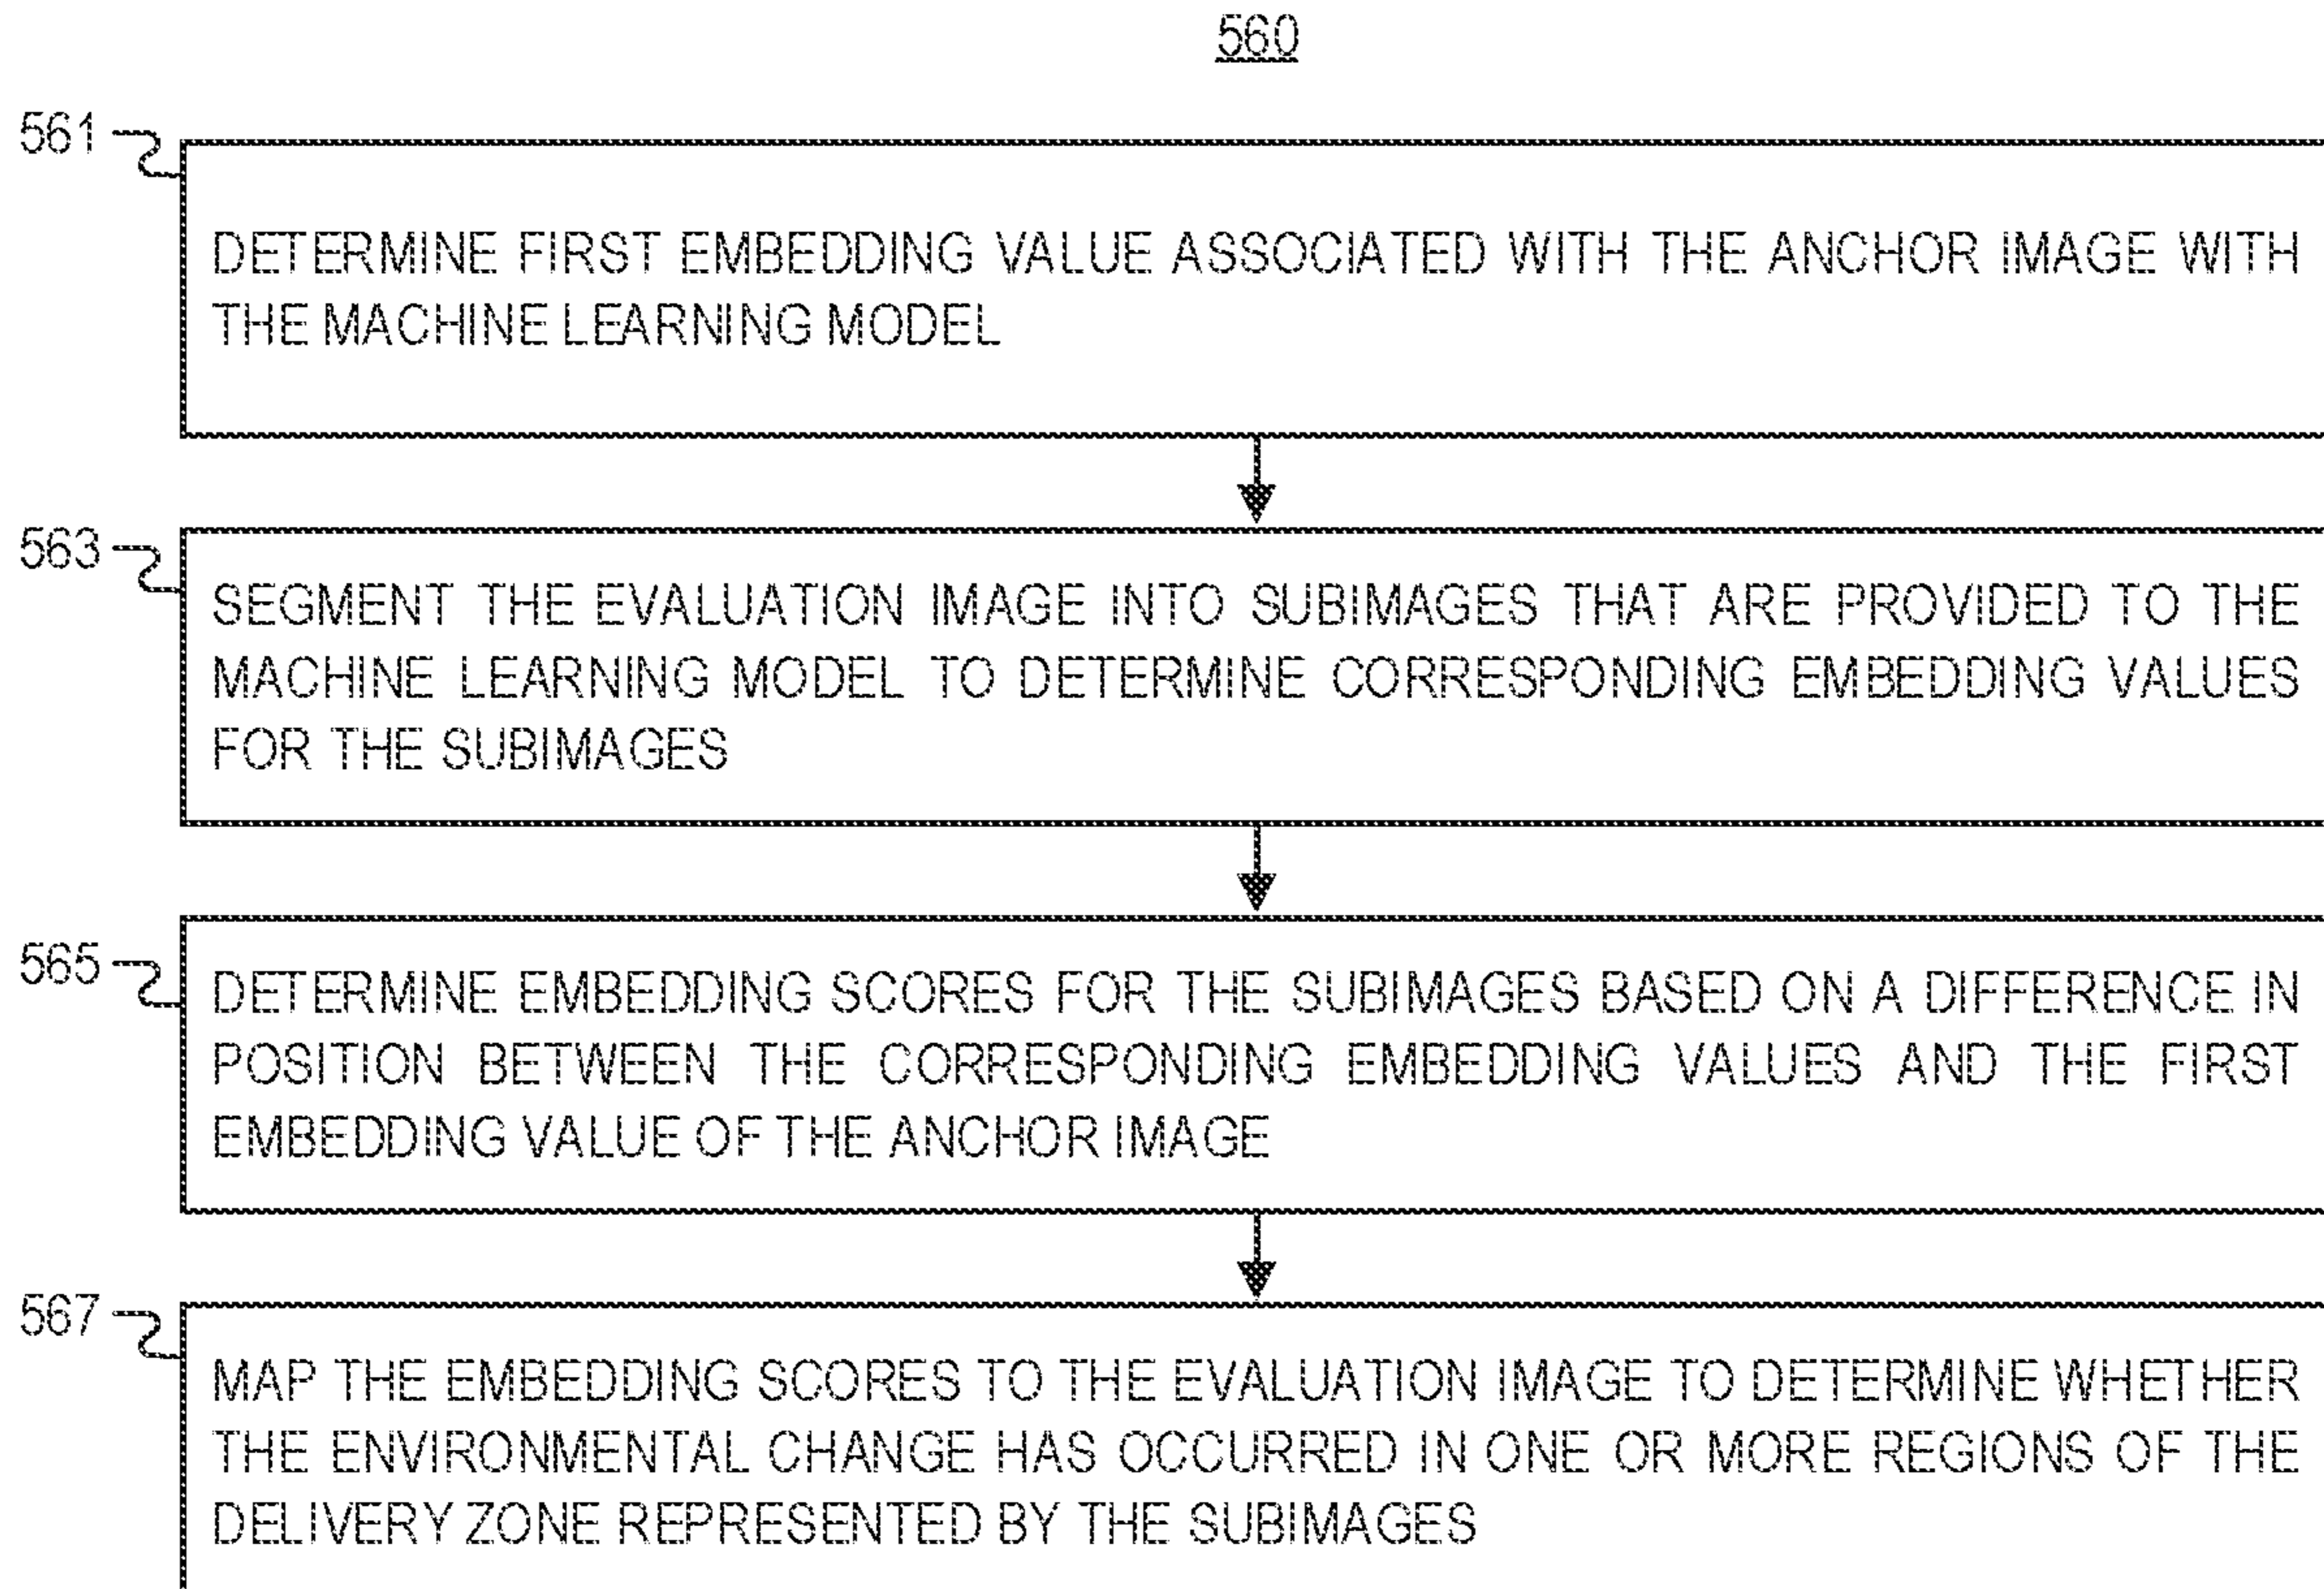 560
561
DETERMINE FIRST EMBEDDING VALUE ASSOCIATED WITH THE ANCHOR IMAGE WITH
THE MACHINE LEARNING MODEL
563
SEGMENT THE EVALUATION IMAGE INTO SUBIMAGES THAT ARE PROVIDED TO THE
MACHINE LEARNING MODEL TO DETERMINE CORRESPONDING EMBEDDING VALUES
FOR THE SUBIMAGES
565
DETERMINE EMBEDDING SCORES FOR THE SUBIMAGES BASED ON A DIFFERENCE IN
POSITION BETWEEN THE CORRESPONDING EMBEDDING VALUES AND THE FIRST
EMBEDDING VALUE OF THE ANCHOR IMAGE
567
MAP THE EMBEDDING SCORES TO THE EVALUATION IMAGE TO DETERMINE WHETHER
THE ENVIRONMENTAL CHANGE HAS OCCURRED IN ONE OR MORE REGIONS OF THE
DELIVERY ZONE REPRESENTED BY THE SUBIMAGES